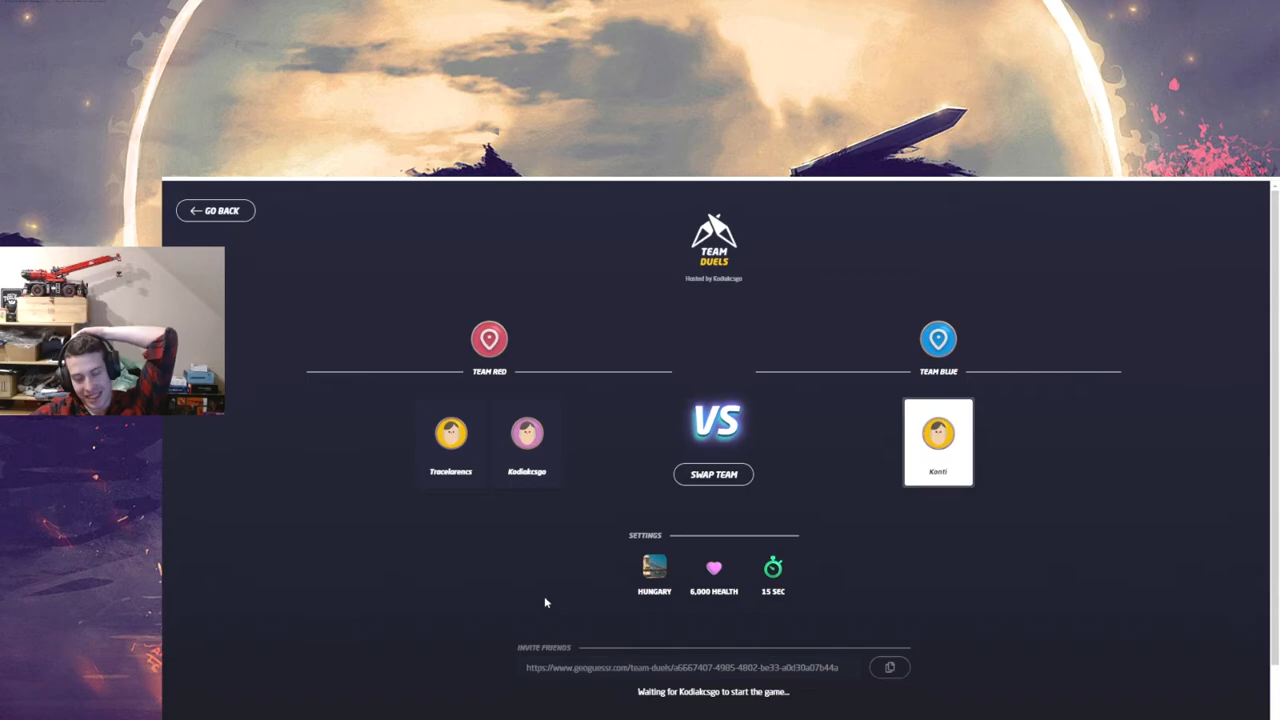 GO BACK
TEAM
DUELS
Hosted by Kodiakcsgo
TEAM RED
TEAM BLUE
VS
Tracelarencs
Kodiakcsgo
Konti
SWAP TEAM
SETTINGS
HUNGARY
6,000 HEALTH
15 SEC
INVITE FRIENDS
https://www.geoguessr.com/team-duels/a6667407-4985-4802-be33-a0d30a07b44a
Waiting for Kodiakcsgo to start the game...